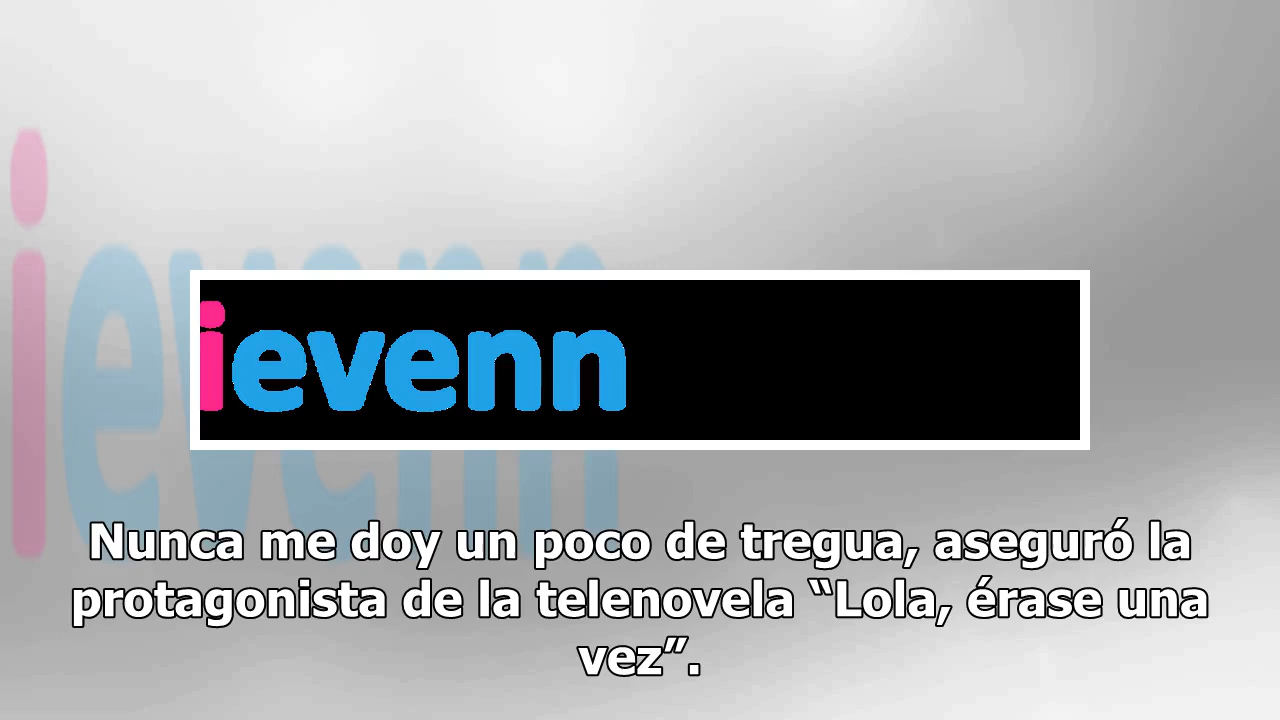 ievenn
Nunca me doy un poco de tregua, aseguró la
protagonista de la telenovela “Lola, érase una
vez”.